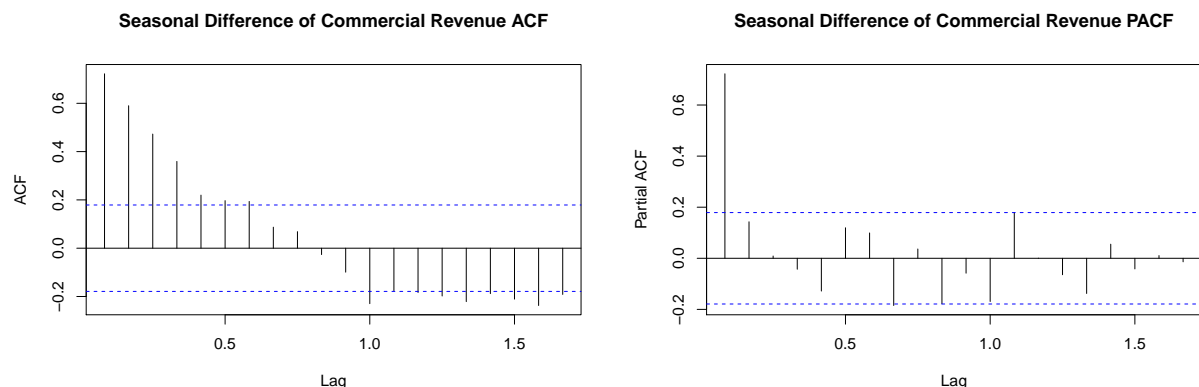 Seasonal Difference of Commercial Revenue ACF
ACF
0.6
0.4
0.2
0.0
−0.2
0.5
1.0
1.5
Lag
Seasonal Difference of Commercial Revenue PACF
Partial ACF
0.6
0.4
0.2
0.0
−0.2
0.5
1.0
1.5
Lag